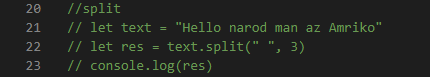 20 //split
21 // let text = "Hello narod man az Amriko"
22 // let res = text.split(" ", 3)
23 // console.log(res)